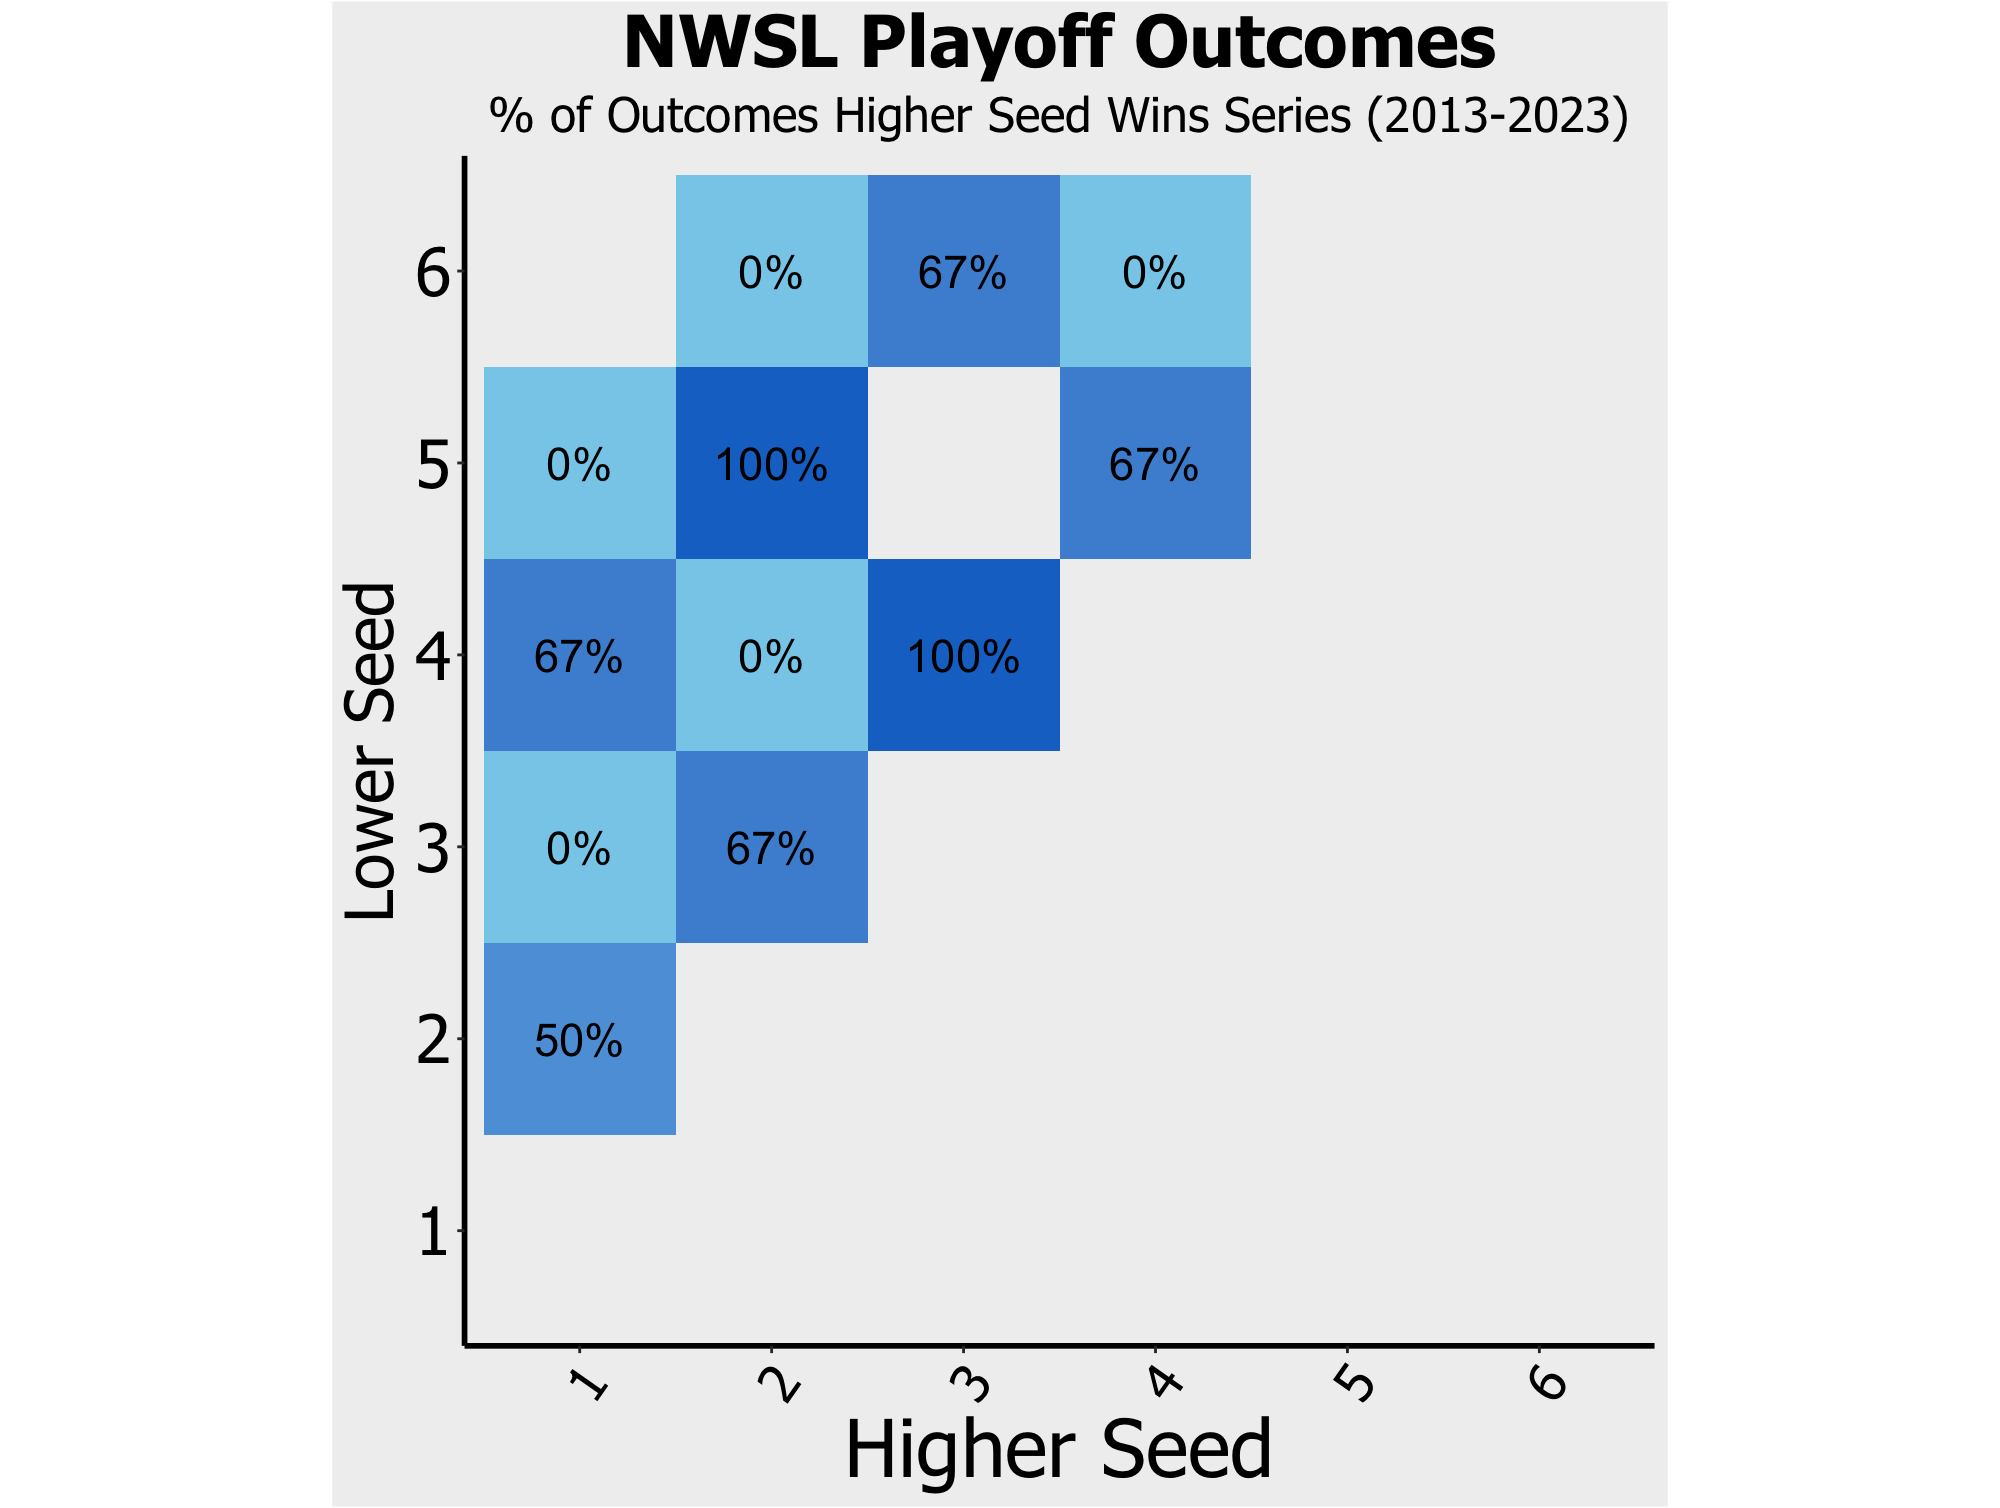 NWSL Playoff Outcomes
% of Outcomes Higher Seed Wins Series (2013-2023)
Lower Seed
6 0% 67% 0%
5 0% 100% 67%
4 67% 0% 100%
3 0% 67%
2 50%
1
1 2 3 4 5 6
Higher Seed